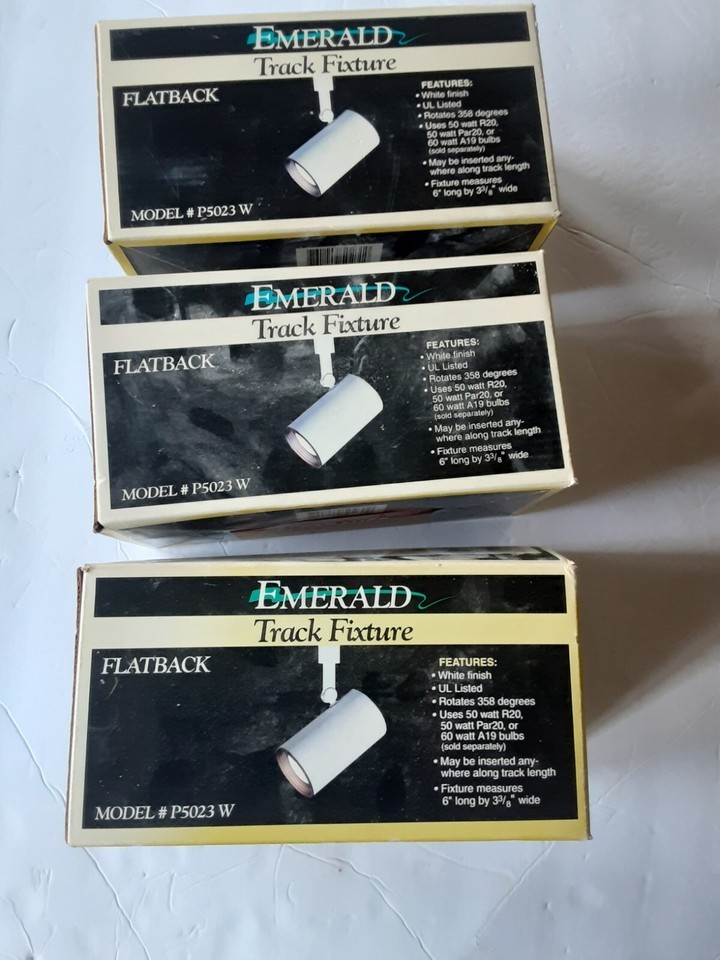 EMERALD
Track Fixture
FLATBACK
FEATURES:
• White finish
• UL Listed
• Rotates 358 degrees
• Uses 50 watt R20,
50 watt Par20, or
60 watt A19 bulbs
(sold separately)
• May be inserted any-
where along track length
• Fixture measures
6" long by 3 3/8" wide
MODEL # P5023 W
EMERALD
Track Fixture
FLATBACK
FEATURES:
• White finish
• UL Listed
• Rotates 358 degrees
• Uses 50 watt R20,
50 watt Par20, or
60 watt A19 bulbs
(sold separately)
• May be inserted any-
where along track length
• Fixture measures
6" long by 3 3/8" wide
MODEL # P5023 W
EMERALD
Track Fixture
FLATBACK
FEATURES:
• White finish
• UL Listed
• Rotates 358 degrees
• Uses 50 watt R20,
50 watt Par20, or
60 watt A19 bulbs
(sold separately)
• May be inserted any-
where along track length
• Fixture measures
6" long by 3 3/8" wide
MODEL # P5023 W